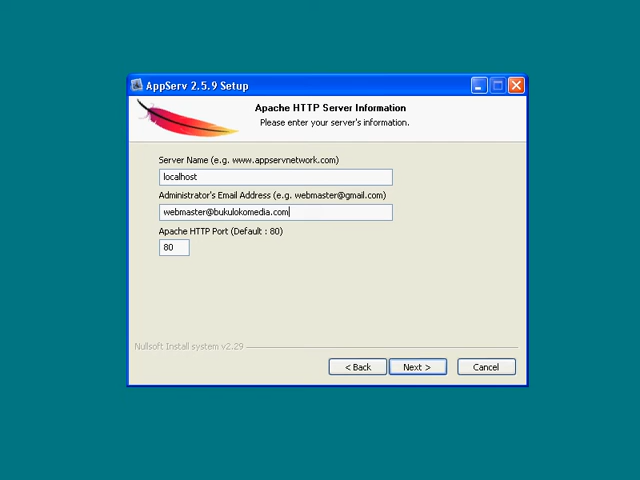 AppServ 2.5.9 Setup
Apache HTTP Server Information
Please enter your server's information.
Server Name (e.g. www.appservnetwork.com)
localhost
Administrator's Email Address (e.g. webmaster@gmail.com)
webmaster@bukulokomedia.com
Apache HTTP Port (Default : 80)
80
Nullsoft Install system v2.29
< Back Next > Cancel